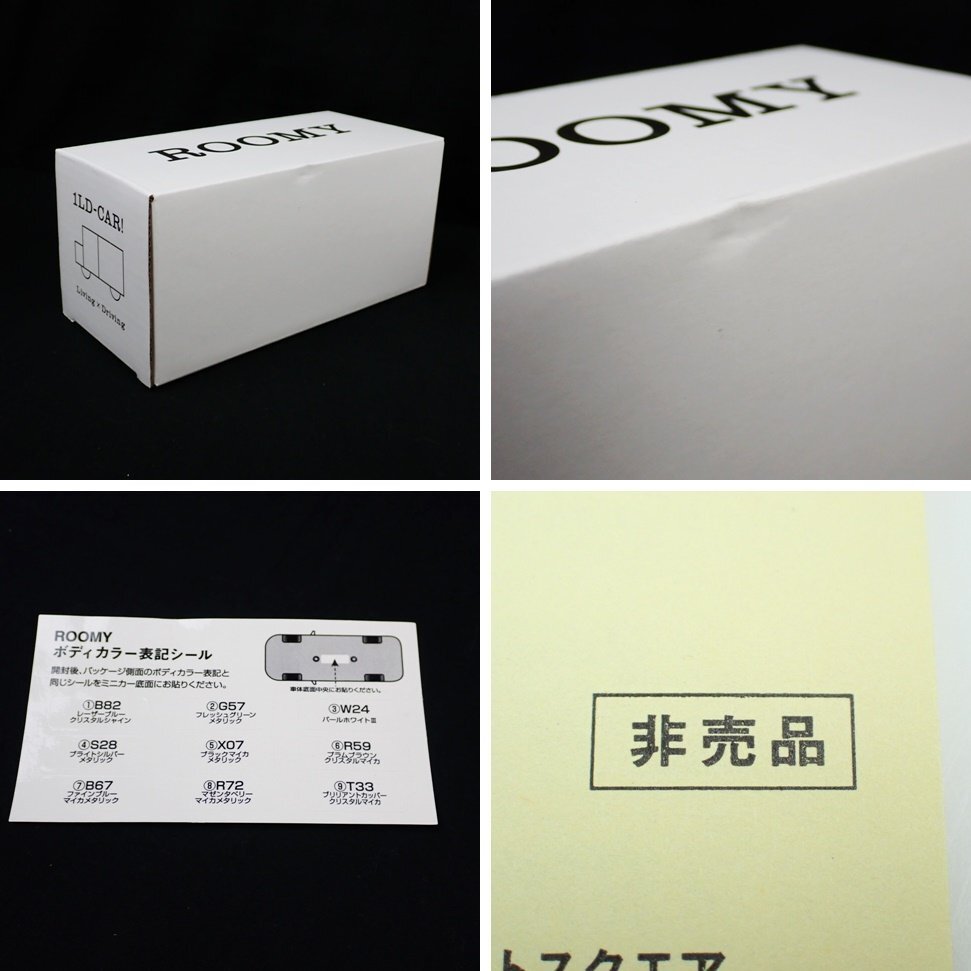 ROOMY
1LD-CAR!
Living × Driving
OOMY
ROOMY
ボディカラー表記シール
開封後、パッケージ側面のボディカラー表記と
同じシールをミニカー底面にお貼りください。
車体底面中央にお貼りください。
①B82
レーザーブルー
クリスタルシャイン
②G57
フレッシュグリーン
メタリック
③W24
パールホワイトⅢ
④S28
ブライトシルバー
メタリック
⑤X07
ブラックマイカ
メタリック
⑥R59
プラムブラウン
クリスタルマイカ
⑦B67
ファインブルー
マイカメタリック
⑧R72
マゼンタベリー
マイカメタリック
⑨T33
ブリリアントカッパー
クリスタルマイカ
非売品
トスクエア